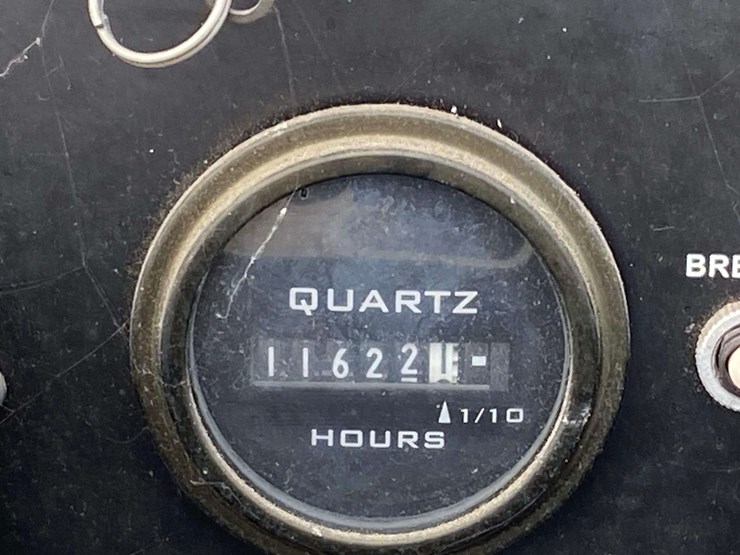 BRE
QUARTZ
11622
1/10
HOURS